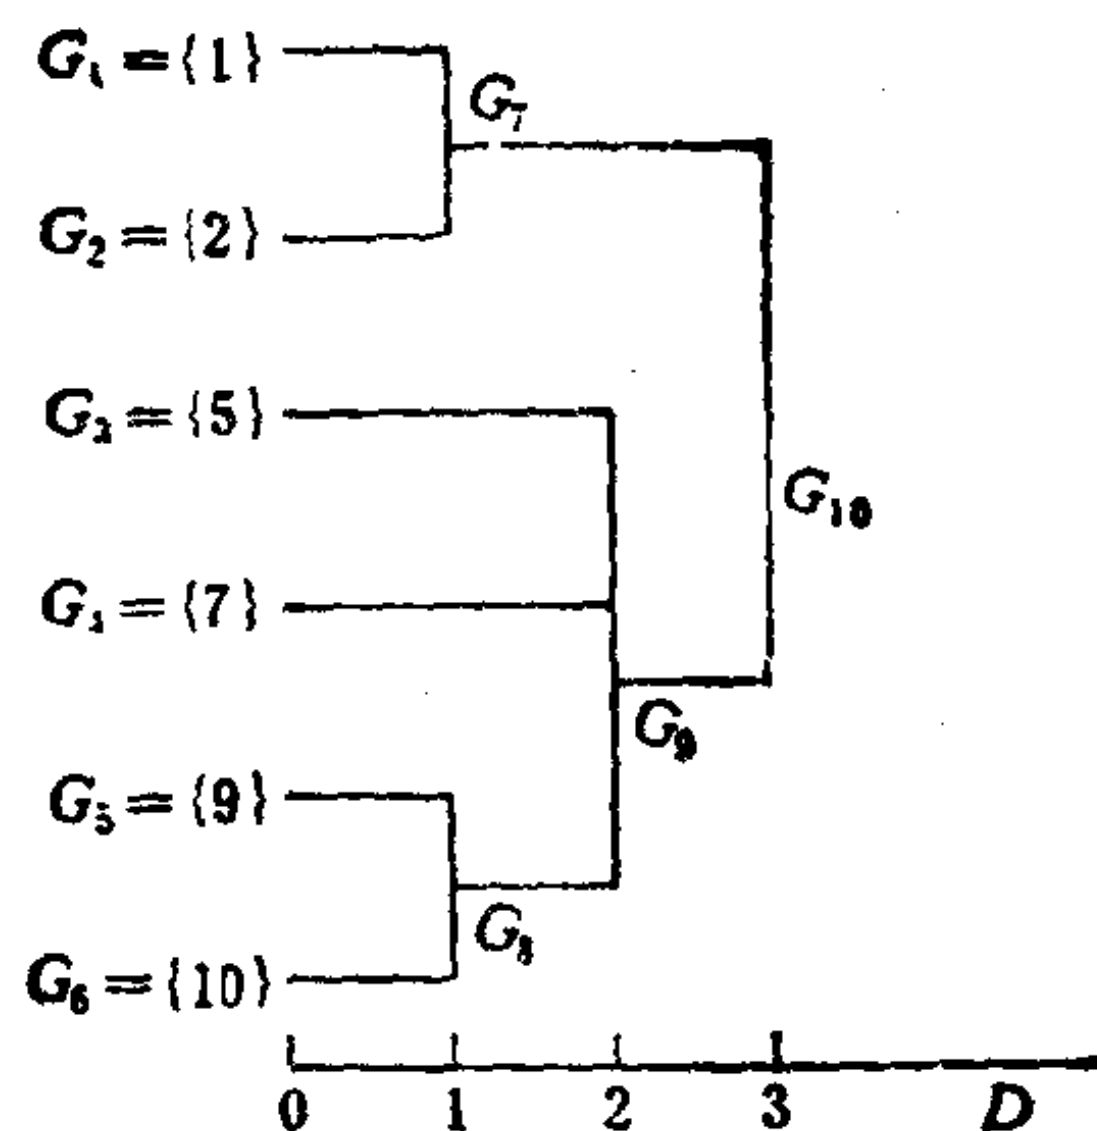 G₁ = {1}
G₇
G₂ = {2}
G₃ = {5}
G₁₀
G₄ = {7}
G₉
G₅ = {9}
G₈
G₆ = {10}
0 1 2 3 D